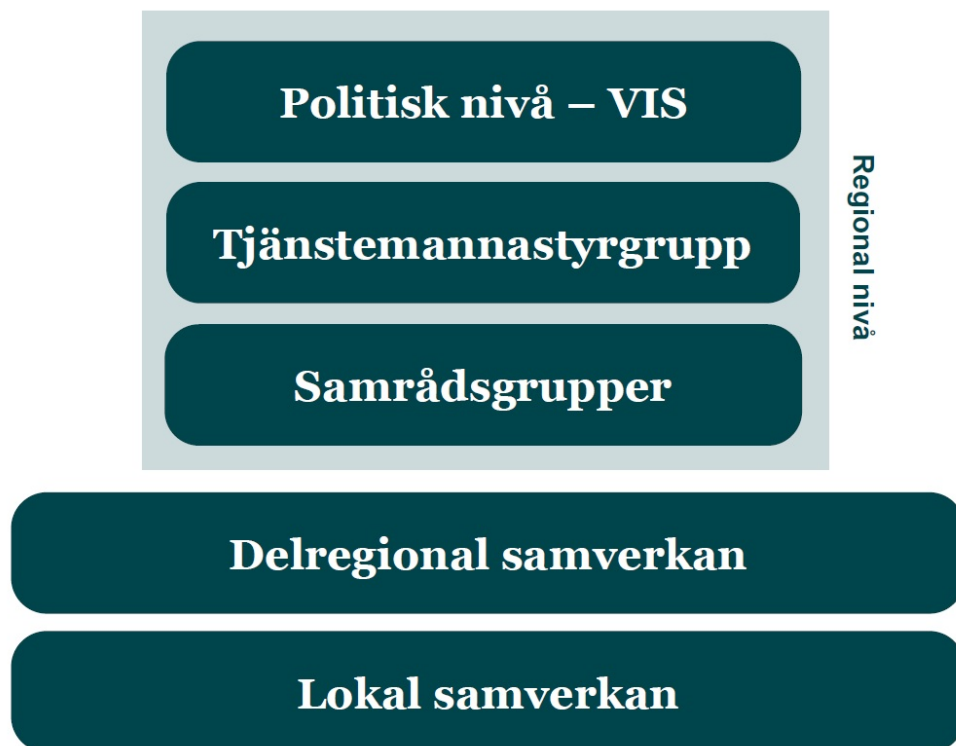 Politisk nivå – VIS
Tjänstemannastyrgrupp
Samrådsgrupper
Regional nivå
Delregional samverkan
Lokal samverkan